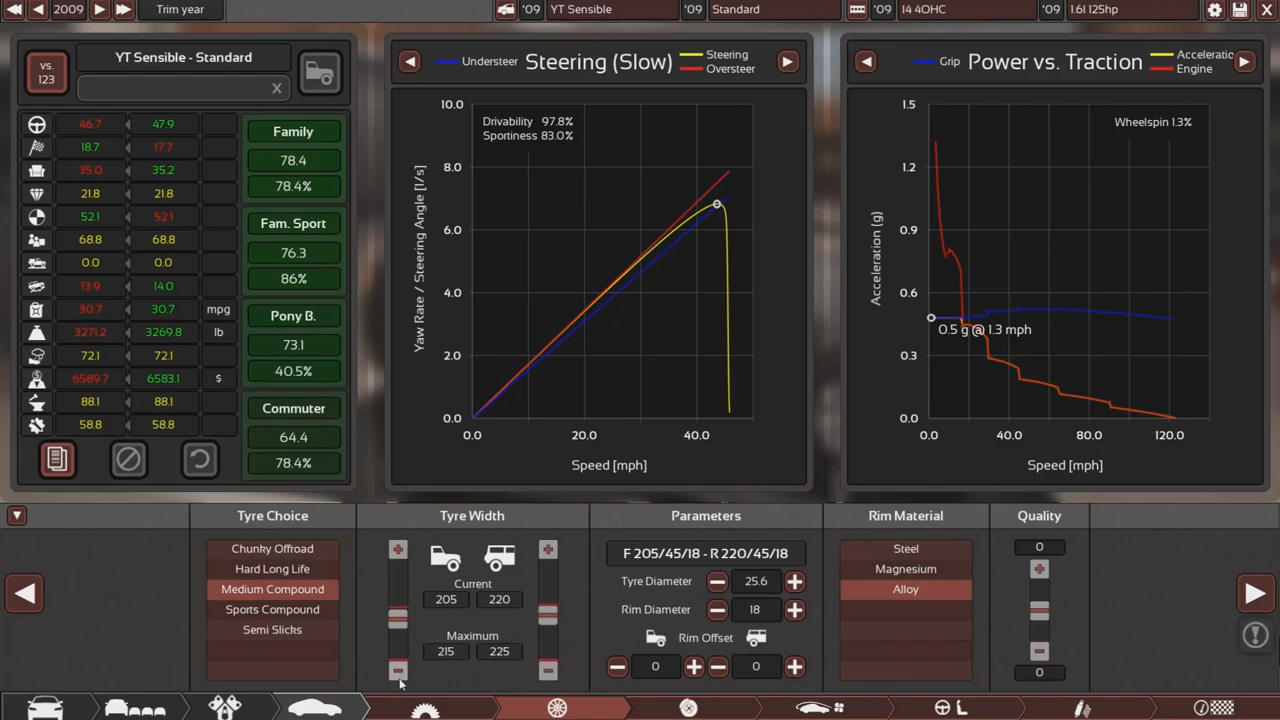 2009
Trim year
'09
YT Sensible
'09
Standard
I4 4OHC
'09
1.6l 125hp
vs.
123
YT Sensible - Standard
X
46.7 47.9
18.7 17.7
35.0 35.2
21.8 21.8
52.1 52.1
68.8 68.8
0.0 0.0
13.9 14.0
30.7 30.7 mpg
3271.2 3269.8 lb
72.1 72.1
6589.7 6583.1 $
88.1 88.1
58.8 58.8
Family
78.4
78.4%
Fam. Sport
76.3
86%
Pony B.
73.1
40.5%
Commuter
64.4
78.4%
Understeer
Steering (Slow)
Steering
Oversteer
Drivability 97.8%
Sportiness 83.0%
Yaw Rate / Steering Angle [1/s]
10.0
8.0
6.0
4.0
2.0
0.0
0.0 20.0 40.0
Speed [mph]
Grip
Power vs. Traction
Acceleratio
Engine
Wheelspin 1.3%
Acceleration (g)
1.5
1.2
0.9
0.6
0.3
0.0
0.5 g @ 1.3 mph
0.0 40.0 80.0 120.0
Speed [mph]
Tyre Choice
Chunky Offroad
Hard Long Life
Medium Compound
Sports Compound
Semi Slicks
Tyre Width
Current
205 220
Maximum
215 225
Parameters
F 205/45/18 - R 220/45/18
Tyre Diameter 25.6
Rim Diameter 18
Rim Offset
0 0
Rim Material
Steel
Magnesium
Alloy
Quality
0
0